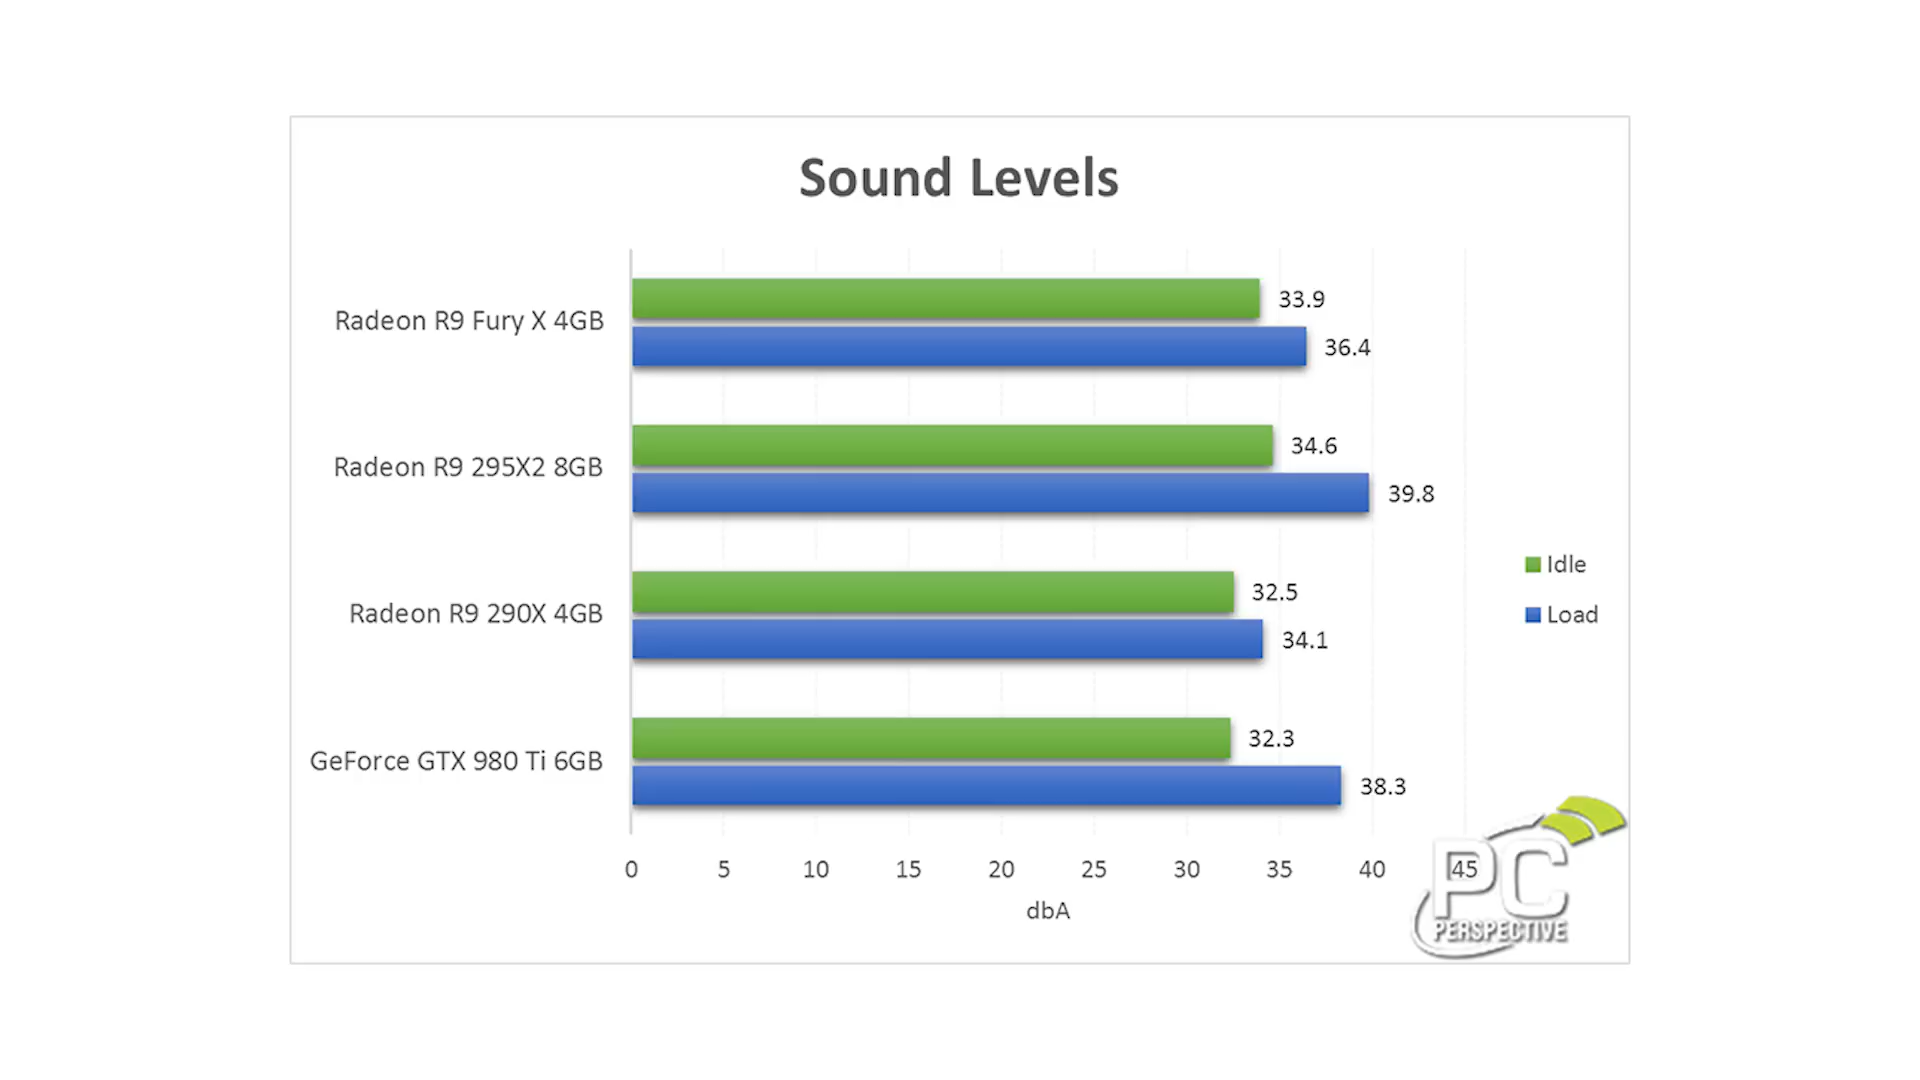 Sound Levels
Radeon R9 Fury X 4GB
33.9
36.4
Radeon R9 295X2 8GB
34.6
39.8
Radeon R9 290X 4GB
32.5
34.1
GeForce GTX 980 Ti 6GB
32.3
38.3
Idle
Load
0 5 10 15 20 25 30 35 40 45
dbA
PC
PERSPECTIVE